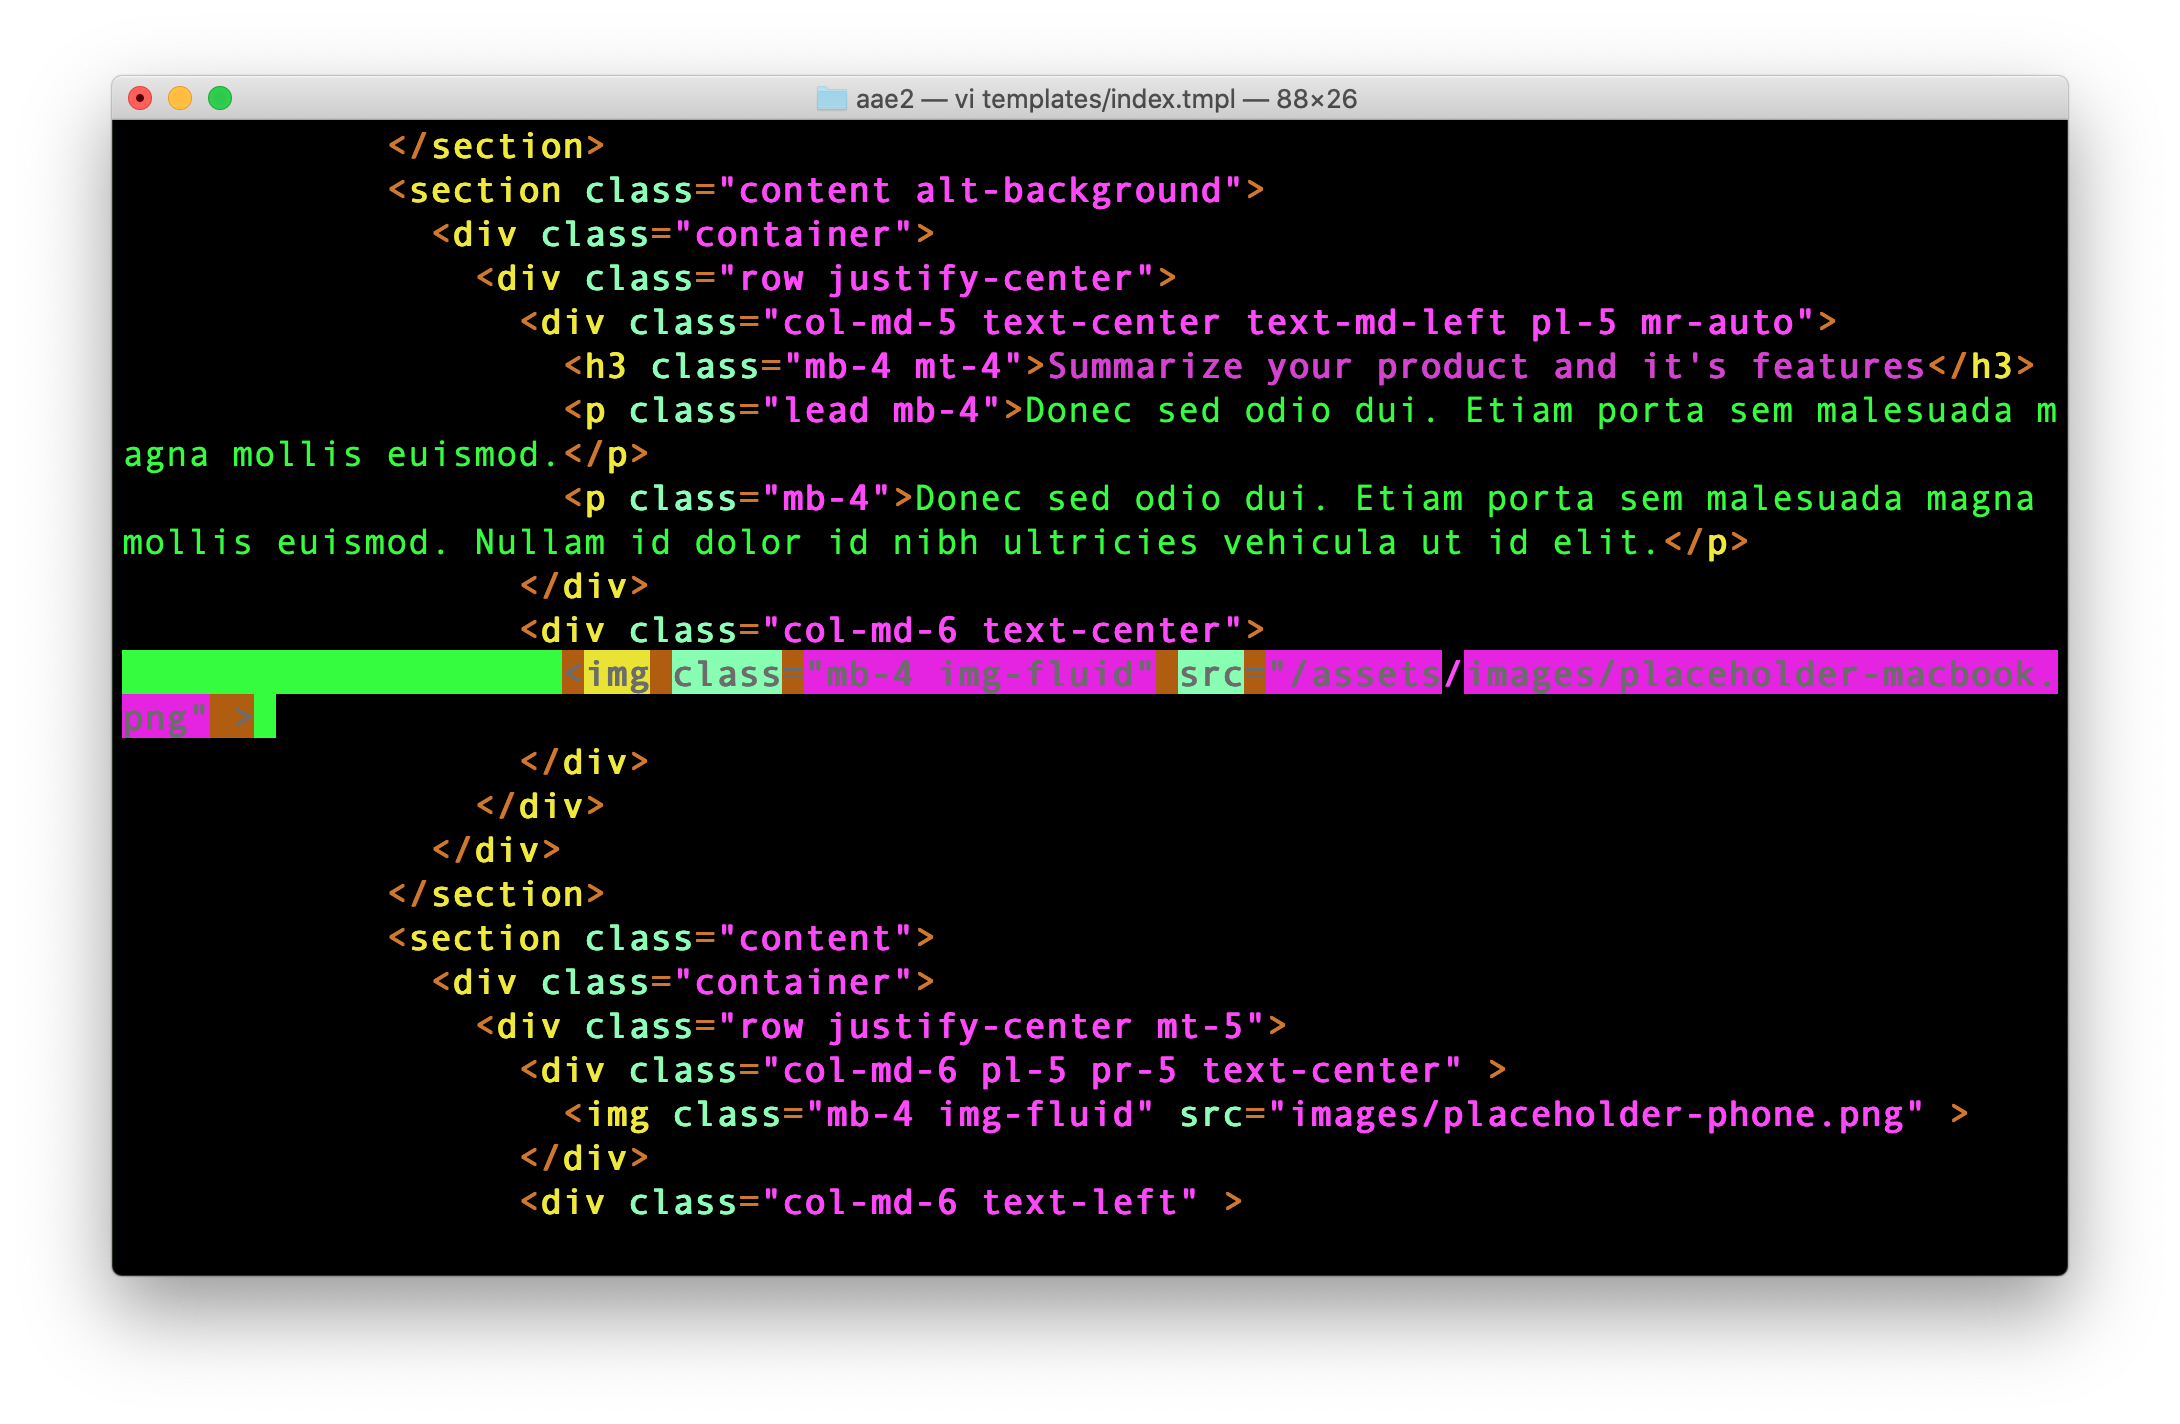 aae2 — vi templates/index.tmpl — 88×26
</section>
<section class="content alt-background">
<div class="container">
<div class="row justify-center">
<div class="col-md-5 text-center text-md-left pl-5 mr-auto">
<h3 class="mb-4 mt-4">Summarize your product and it's features</h3>
<p class="lead mb-4">Donec sed odio dui. Etiam porta sem malesuada m
agna mollis euismod.</p>
<p class="mb-4">Donec sed odio dui. Etiam porta sem malesuada magna
mollis euismod. Nullam id dolor id nibh ultricies vehicula ut id elit.</p>
</div>
<div class="col-md-6 text-center">
<img class="mb-4 img-fluid" src="/assets/images/placeholder-macbook.
png" >
</div>
</div>
</div>
</section>
<section class="content">
<div class="container">
<div class="row justify-center mt-5">
<div class="col-md-6 pl-5 pr-5 text-center" >
<img class="mb-4 img-fluid" src="images/placeholder-phone.png" >
</div>
<div class="col-md-6 text-left" >